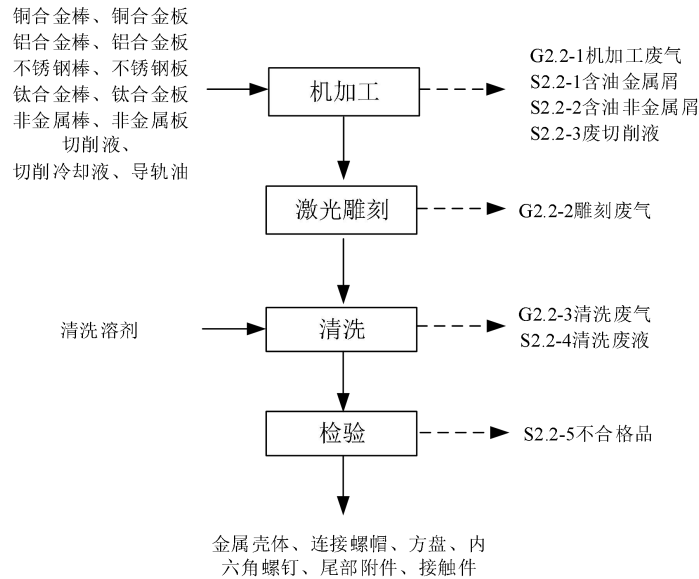 铜合金棒、铜合金板
铝合金棒、铝合金板
不锈钢棒、不锈钢板
钛合金棒、钛合金板
非金属棒、非金属板
切削液、
切削冷却液、导轨油
机加工
G2.2-1机加工废气
S2.2-1含油金属屑
S2.2-2含油非金属屑
S2.2-3废切削液
激光雕刻
G2.2-2雕刻废气
清洗溶剂
清洗
G2.2-3清洗废气
S2.2-4清洗废液
检验
S2.2-5不合格品
金属壳体、连接螺帽、方盘、内
六角螺钉、尾部附件、接触件